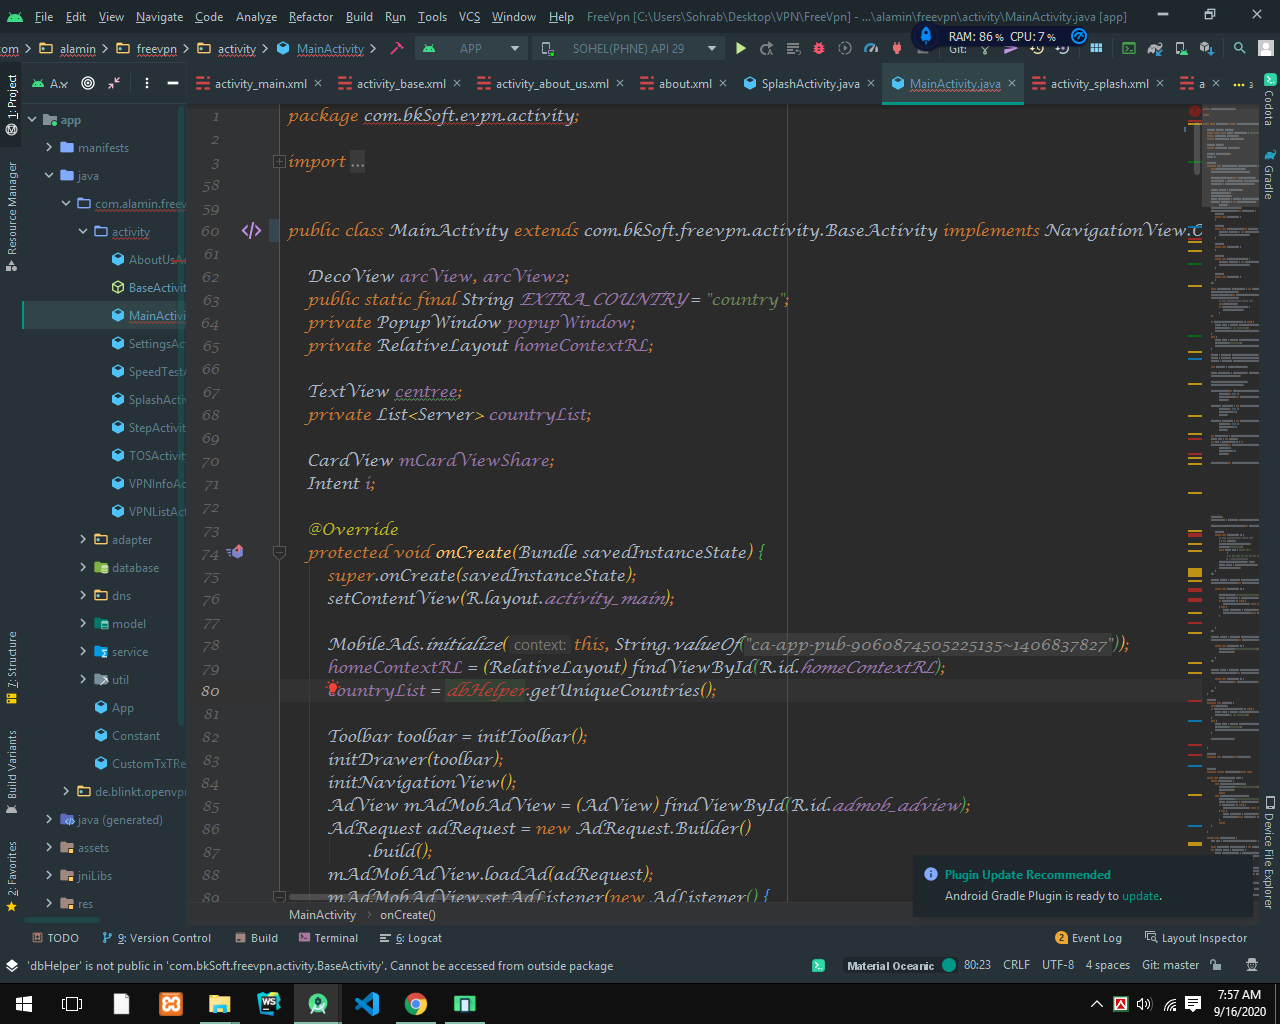 File Edit View Navigate Code Analyze Refactor Build Run Tools VCS Window Help FreeVpn [C:\Users\Sohrab\Desktop\VPN\FreeVpn] - ...\alamin\freevpn\activity\MainActivity.java [app]
RAM: 86 % CPU: 7 %
com alamin freevpn activity MainActivity APP SOHEL(PHNE) API 29 Git:
A... activity_main.xml activity_base.xml activity_about_us.xml about.xml SplashActivity.java MainActivity.java activity_splash.xml a
1: Project
Resource Manager
7: Structure
Build Variants
2: Favorites
app
manifests
java
com.alamin.freev
activity
AboutUsA
BaseActivit
MainActivi
SettingsAc
SpeedTestA
SplashActiv
StepActivit
TOSActivit
VPNInfoAc
VPNListAct
adapter
database
dns
model
service
util
App
Constant
CustomTxTRe
de.blinkt.openvpn
java (generated)
assets
jniLibs
res
1 package com.bkSoft.evpn.activity;
2
3 import ...
58
59
60 public class MainActivity extends com.bkSoft.freevpn.activity.BaseActivity implements NavigationView.O
61
62 DecoView arcView, arcView2;
63 public static final String EXTRA_COUNTRY = "country";
64 private PopupWindow popupWindow;
65 private RelativeLayout homeContextRL;
66
67 TextView centree;
68 private List<Server> countryList;
69
70 CardView mCardViewShare;
71 Intent i;
72
73 @Override
74 protected void onCreate(Bundle savedInstanceState) {
75 super.onCreate(savedInstanceState);
76 setContentView(R.layout.activity_main);
77
78 MobileAds.initialize( context: this, String.valueOf("ca-app-pub-9060874505225135~1406837827"));
79 homeContextRL = (RelativeLayout) findViewById(R.id.homeContextRL);
80 countryList = dbHelper.getUniqueCountries();
81
82 Toolbar toolbar = initToolbar();
83 initDrawer(toolbar);
84 initNavigationView();
85 AdView mAdMobAdView = (AdView) findViewById(R.id.admob_adview);
86 AdRequest adRequest = new AdRequest.Builder()
87 .build();
88 mAdMobAdView.loadAd(adRequest);
89 mAdMobAdView.setAdListener(new AdListener() {
Codota
Gradle
Device File Explorer
Plugin Update Recommended
Android Gradle Plugin is ready to update.
MainActivity onCreate()
TODO 9: Version Control Build Terminal 6: Logcat 2 Event Log Layout Inspector
'dbHelper' is not public in 'com.bkSoft.freevpn.activity.BaseActivity'. Cannot be accessed from outside package Material Oceanic 80:23 CRLF UTF-8 4 spaces Git: master
WS
7:57 AM
9/16/2020